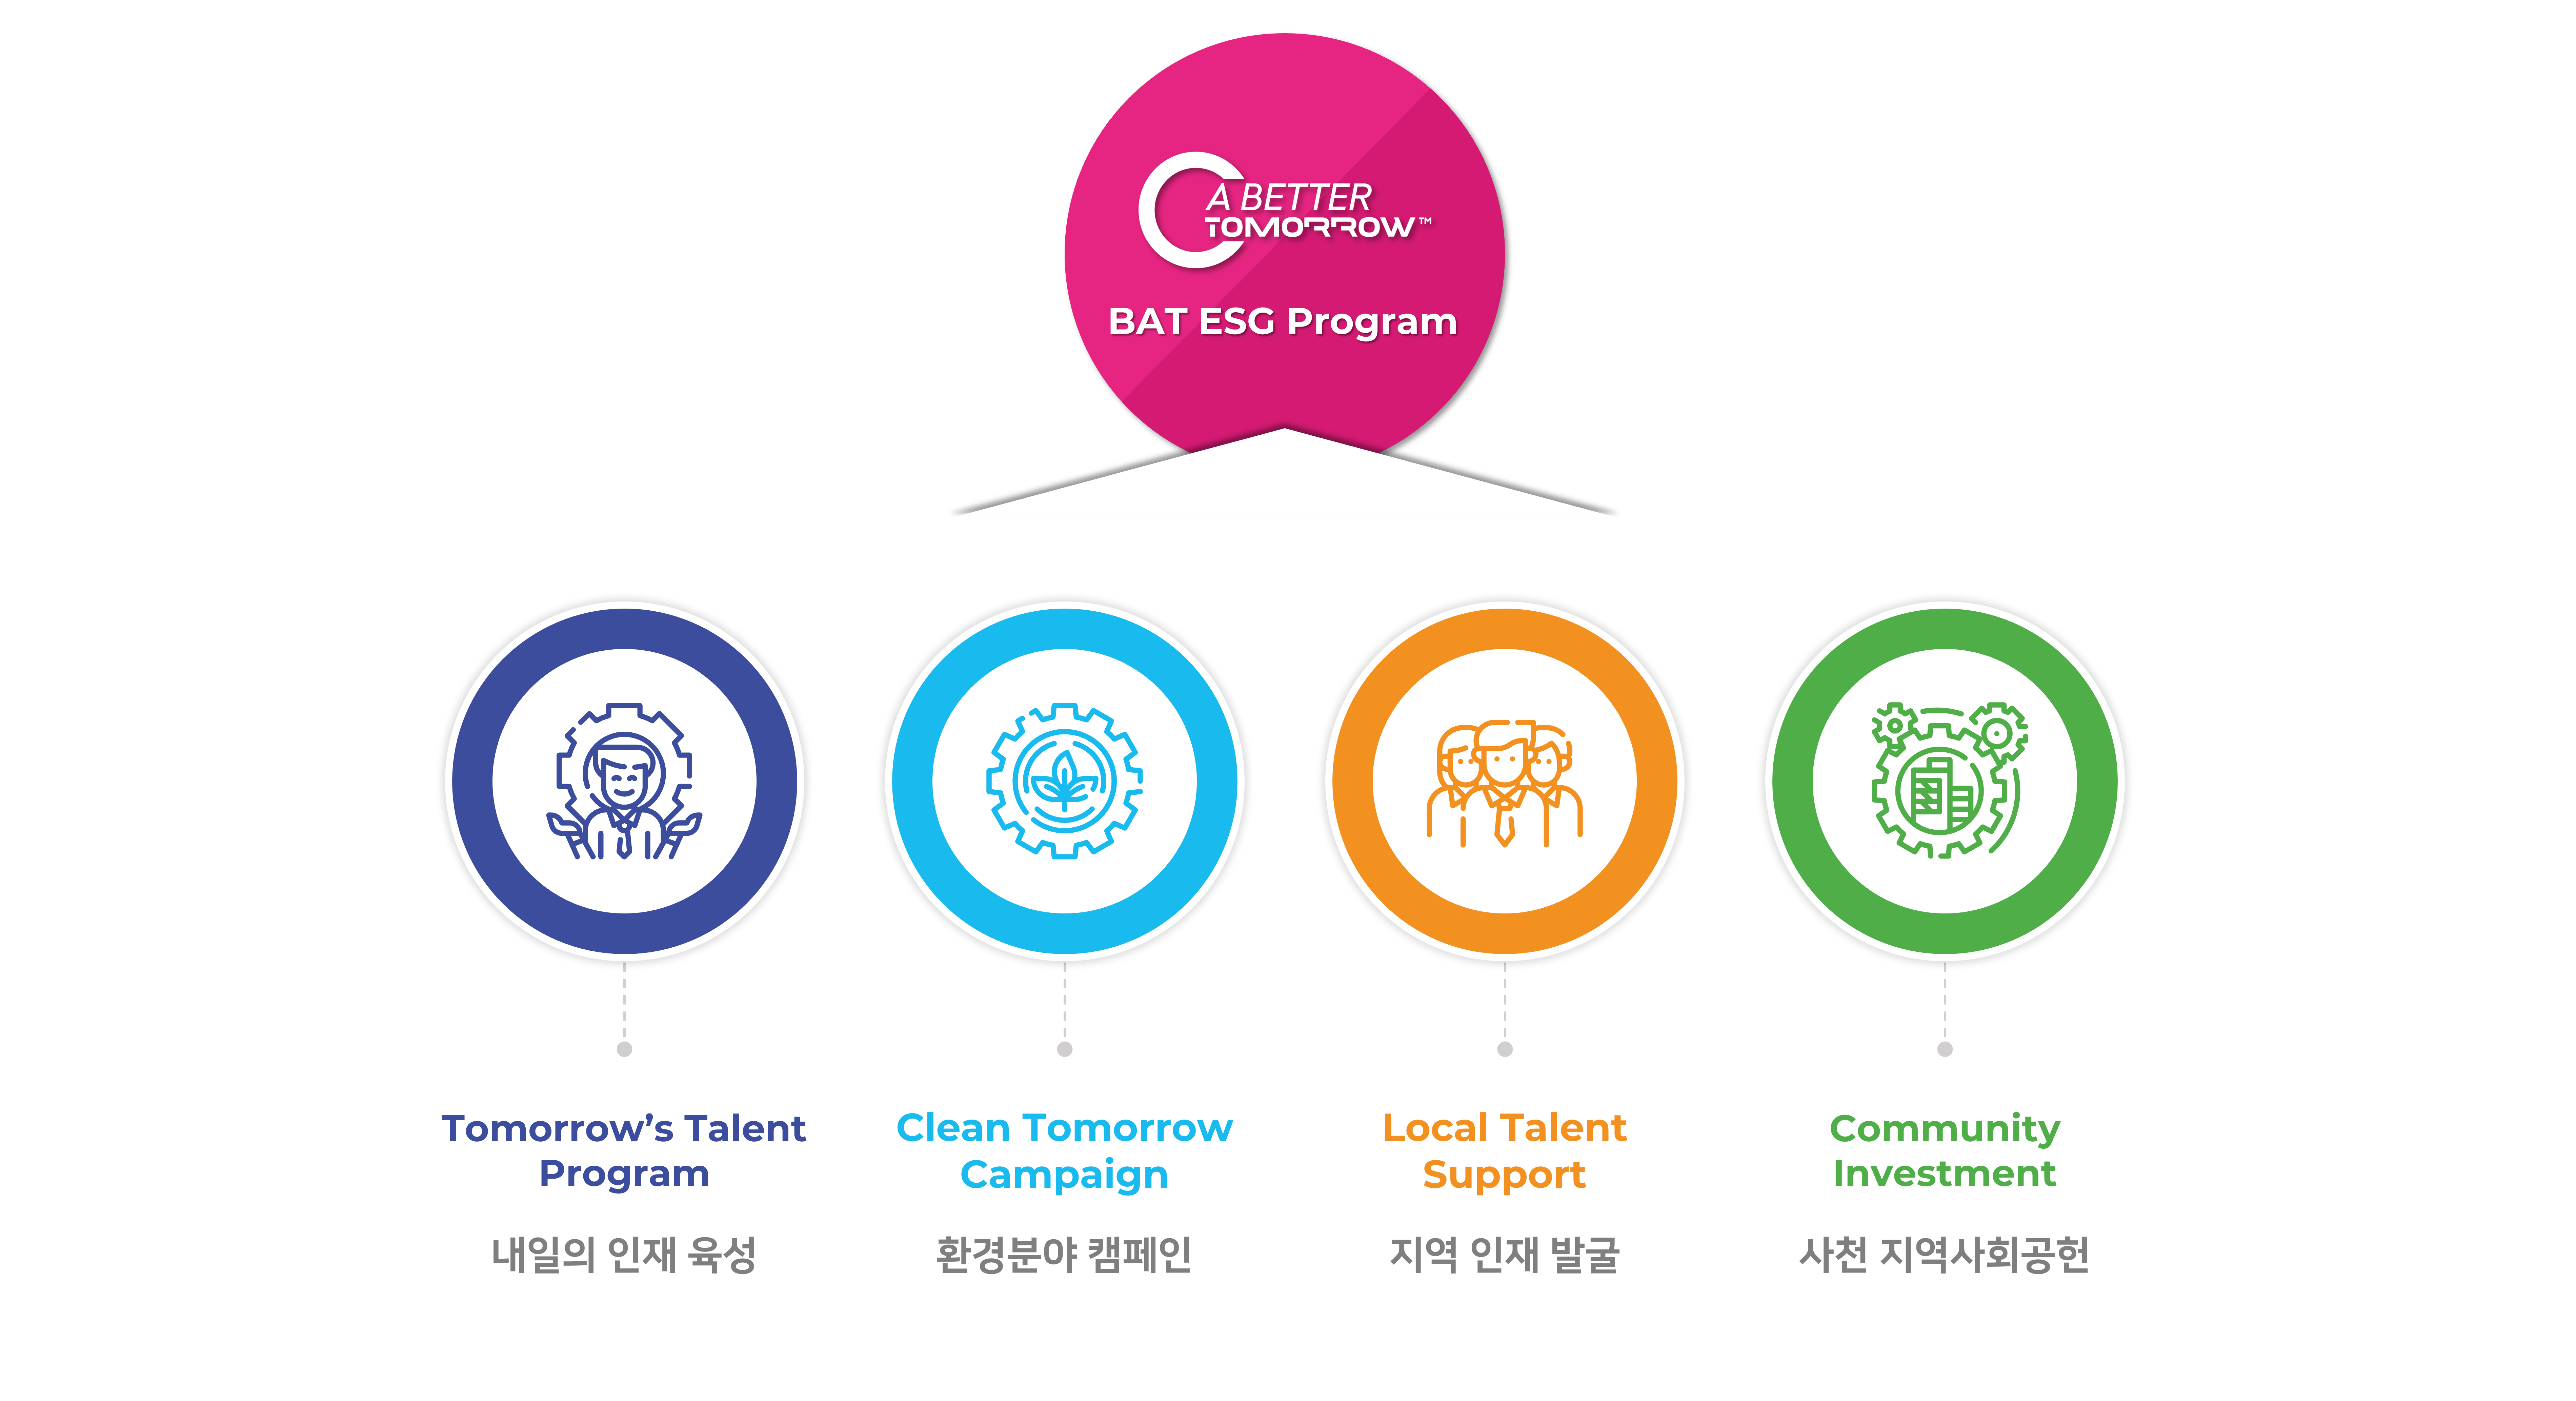 A BETTER
TOMORROW™
BAT ESG Program
Tomorrow’s Talent
Program
내일의 인재 육성
Clean Tomorrow
Campaign
환경분야 캠페인
Local Talent
Support
지역 인재 발굴
Community
Investment
사천 지역사회공헌